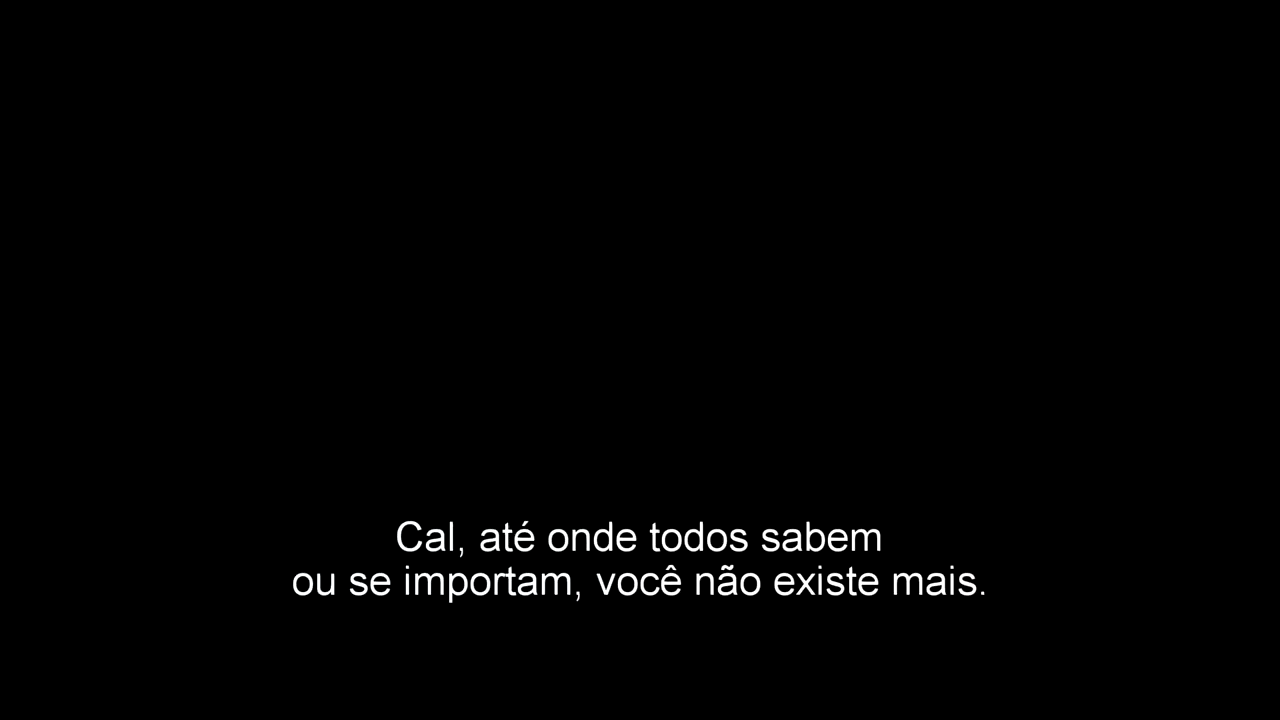 Cal, até onde todos sabem
ou se importam, você não existe mais.